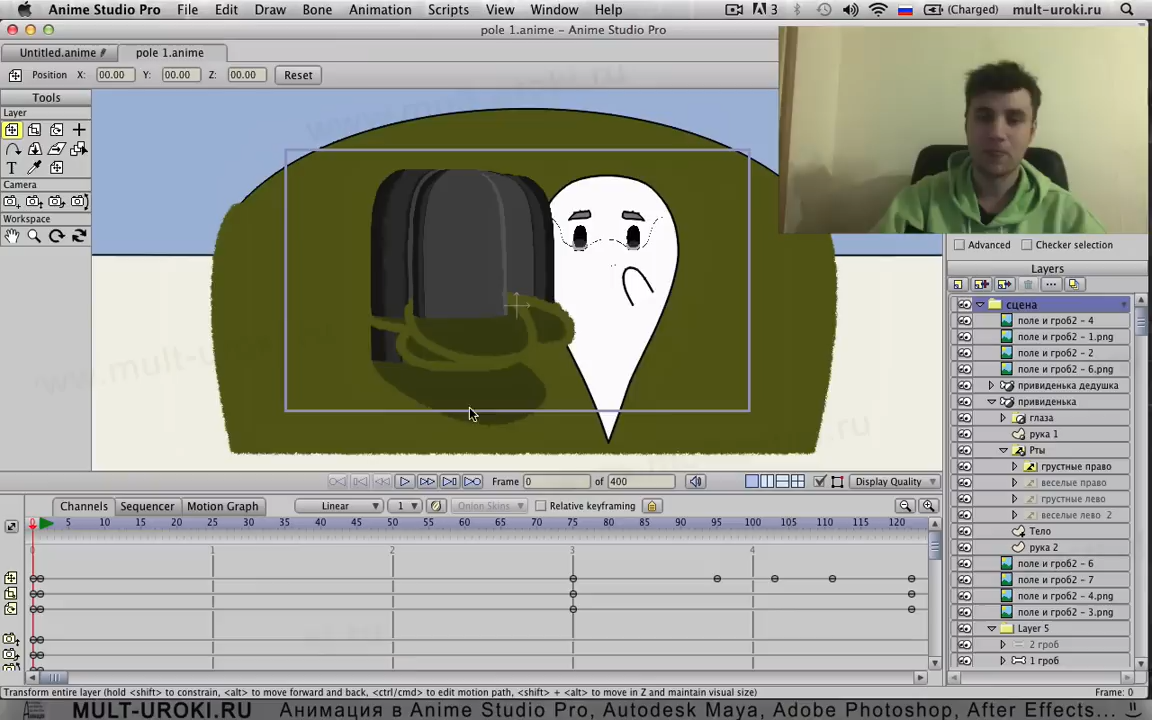 Anime Studio Pro File Edit Draw Bone Animation Scripts View Window Help 3 (Charged) mult-uroki.ru
pole 1.anime – Anime Studio Pro
Untitled.anime pole 1.anime
Position X: 00.00 Y: 00.00 Z: 00.00 Reset
Tools
Layer
T
Camera
Workspace
Advanced Checker selection
Layers
сцена
поле и гроб2 – 4
поле и гроб2 – 1.png
поле и гроб2 – 2
поле и гроб2 – 6.png
привиденька дедушка
привиденька
глаза
рука 1
Рты
грустные право
веселые право
грустные лево
веселые лево 2
Тело
рука 2
поле и гроб2 – 6
поле и гроб2 – 7
поле и гроб2 – 4.png
поле и гроб2 – 3.png
Layer 5
2 гроб
1 гроб
Frame 0 of 400 Display Quality
Channels Sequencer Motion Graph Linear 1 Onion Skins Relative keyframing
0 5 10 15 20 25 30 35 40 45 50 55 60 65 70 75 80 85 90 95 100 105 110 115 120
0 1 2 3 4
Transform entire layer (hold <shift> to constrain, <alt> to move forward and back, <ctrl/cmd> to edit motion path, <shift> + <alt> to move in Z and maintain visual size) Frame: 0
MULT-UROKI.RU Анимация в Anime Studio Pro, Autodesk Maya, Adobe Photoshop, After Effects...